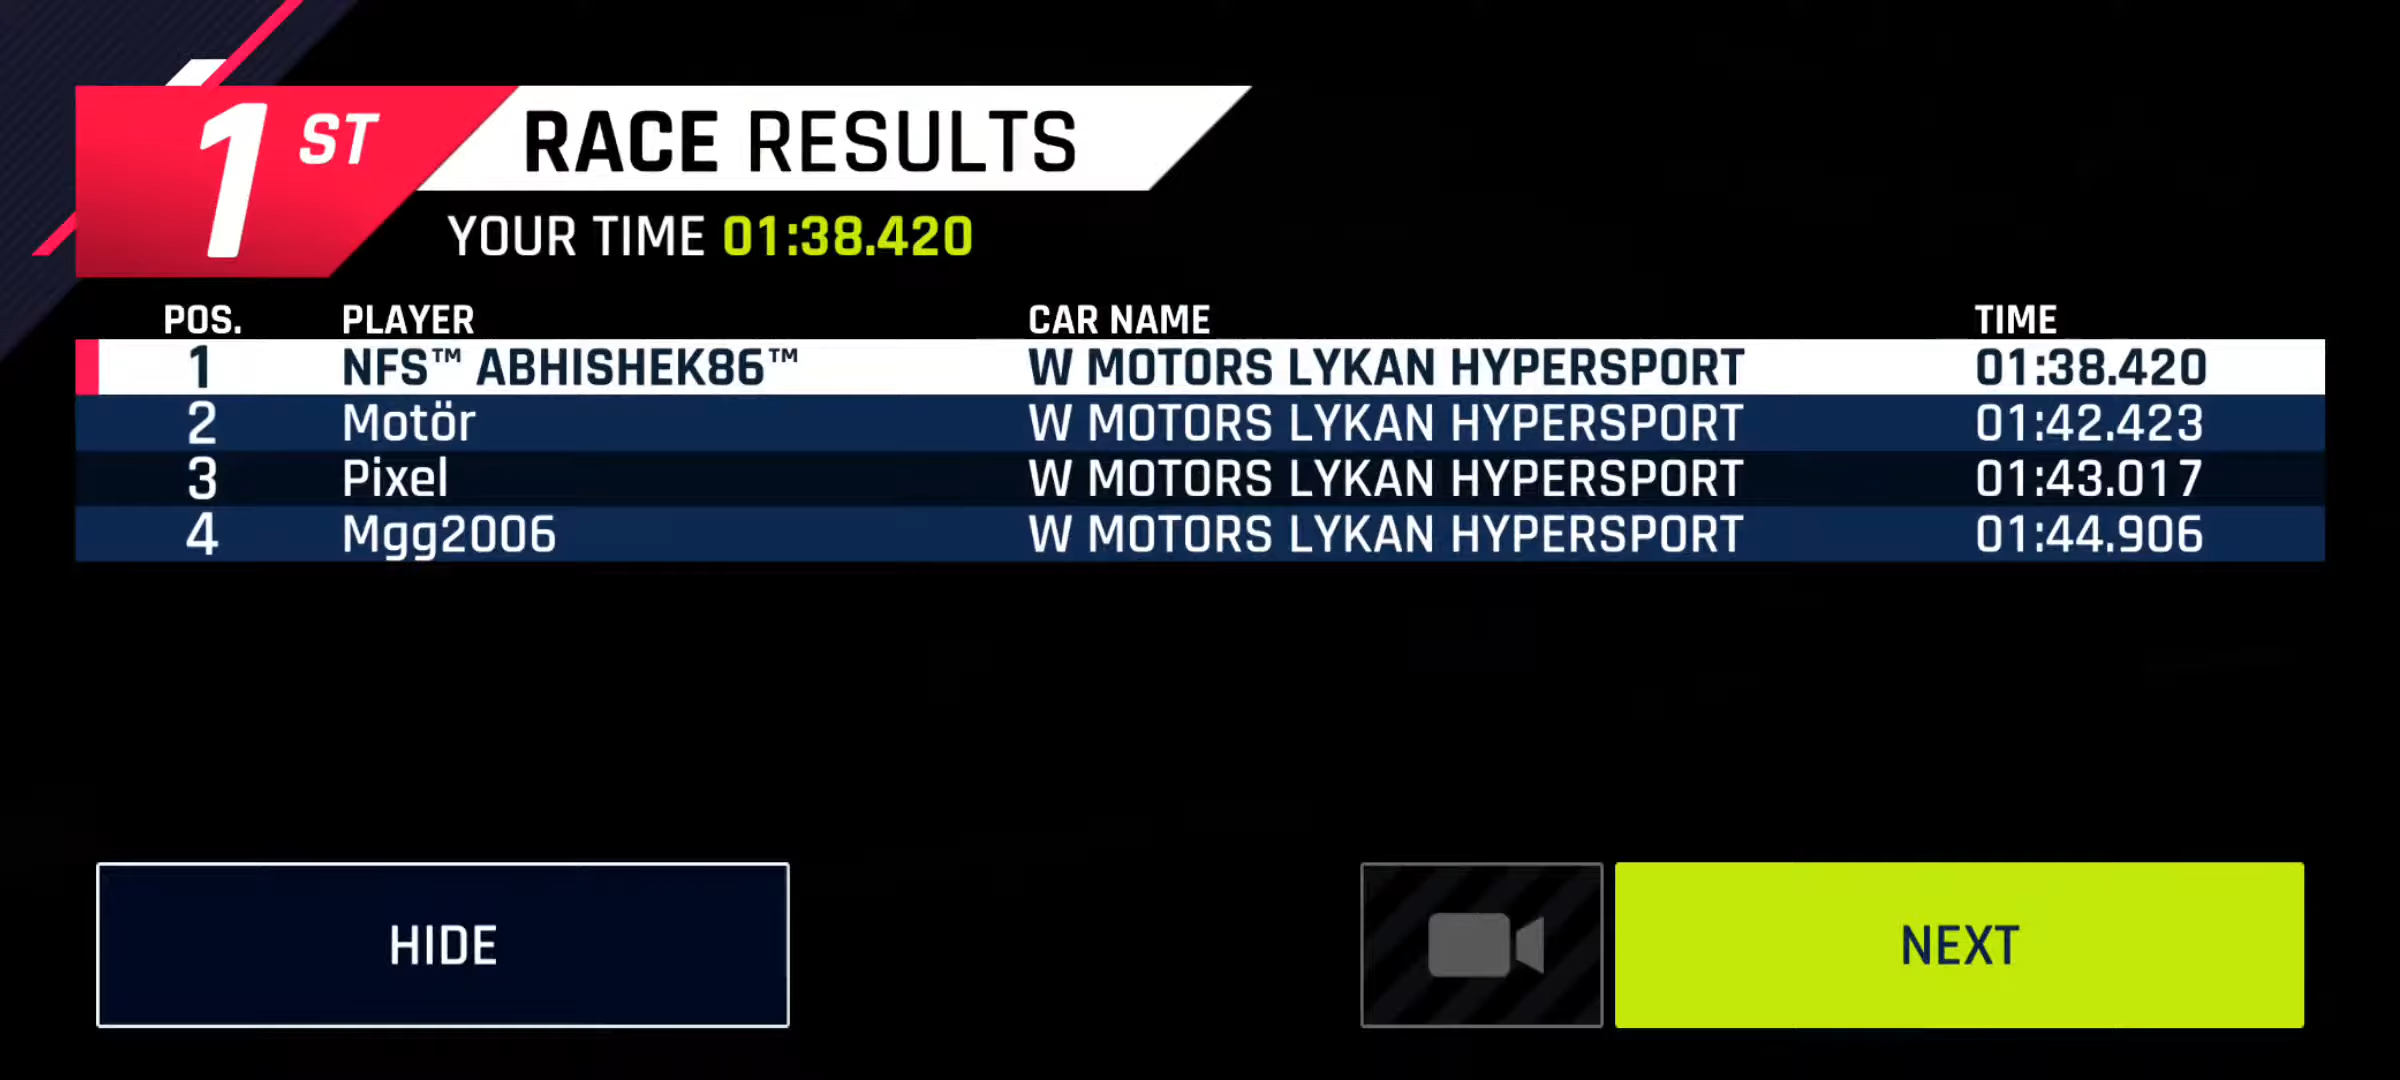 1ST RACE RESULTS
YOUR TIME 01:38.420
POS. PLAYER CAR NAME TIME
1 NFS™ ABHISHEK86™ W MOTORS LYKAN HYPERSPORT 01:38.420
2 Motör W MOTORS LYKAN HYPERSPORT 01:42.423
3 Pixel W MOTORS LYKAN HYPERSPORT 01:43.017
4 Mgg2006 W MOTORS LYKAN HYPERSPORT 01:44.906
HIDE NEXT